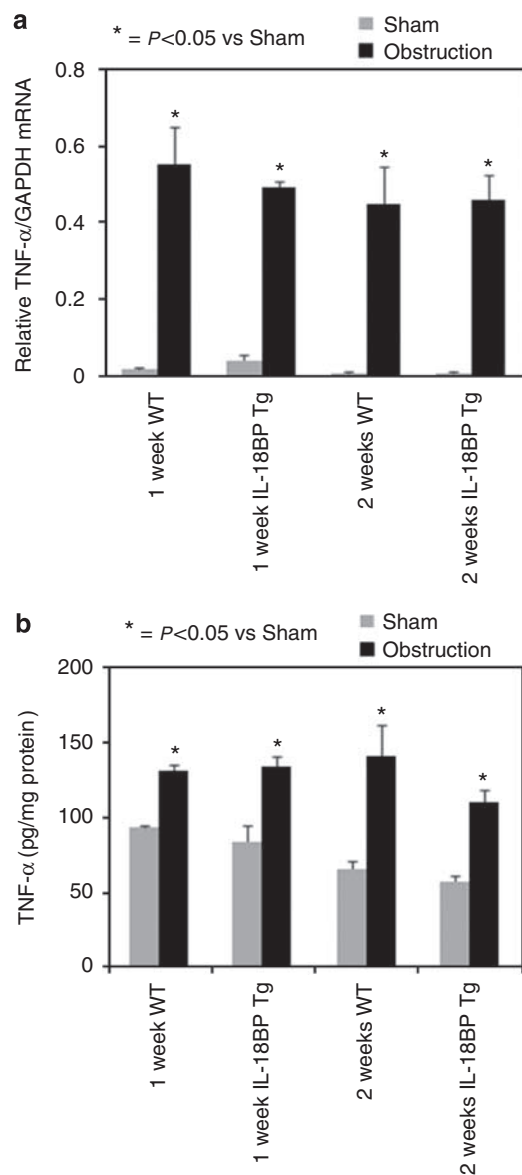 a
* = P<0.05 vs Sham
Sham
Obstruction
Relative TNF-α/GAPDH mRNA
0.8
0.6
0.4
0.2
0
*
*
*
*
1 week WT
1 week IL-18BP Tg
2 weeks WT
2 weeks IL-18BP Tg
b
* = P<0.05 vs Sham
Sham
Obstruction
TNF-α (pg/mg protein)
200
150
100
50
0
*
*
*
*
1 week WT
1 week IL-18BP Tg
2 weeks WT
2 weeks IL-18BP Tg